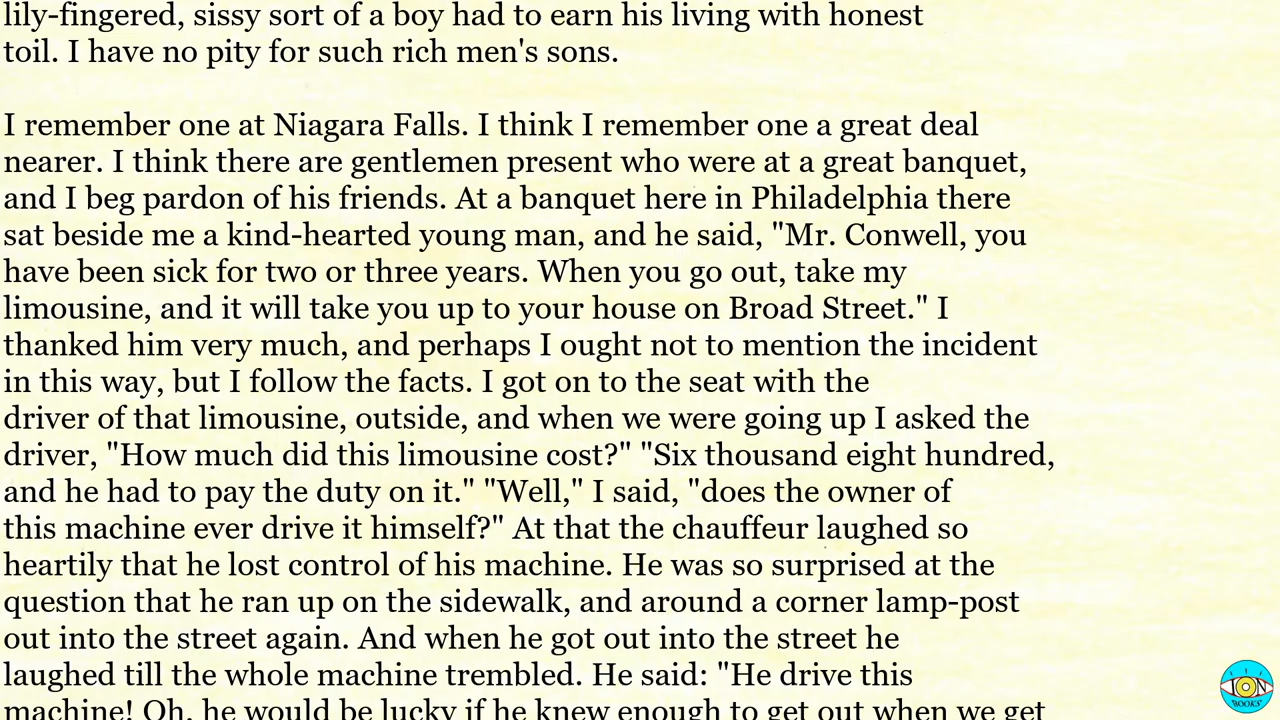 lily-fingered, sissy sort of a boy had to earn his living with honest
toil. I have no pity for such rich men's sons.
I remember one at Niagara Falls. I think I remember one a great deal
nearer. I think there are gentlemen present who were at a great banquet,
and I beg pardon of his friends. At a banquet here in Philadelphia there
sat beside me a kind-hearted young man, and he said, "Mr. Conwell, you
have been sick for two or three years. When you go out, take my
limousine, and it will take you up to your house on Broad Street." I
thanked him very much, and perhaps I ought not to mention the incident
in this way, but I follow the facts. I got on to the seat with the
driver of that limousine, outside, and when we were going up I asked the
driver, "How much did this limousine cost?" "Six thousand eight hundred,
and he had to pay the duty on it." "Well," I said, "does the owner of
this machine ever drive it himself?" At that the chauffeur laughed so
heartily that he lost control of his machine. He was so surprised at the
question that he ran up on the sidewalk, and around a corner lamp-post
out into the street again. And when he got out into the street he
laughed till the whole machine trembled. He said: "He drive this
machine! Oh, he would be lucky if he knew enough to get out when we get
ION
BOOKS